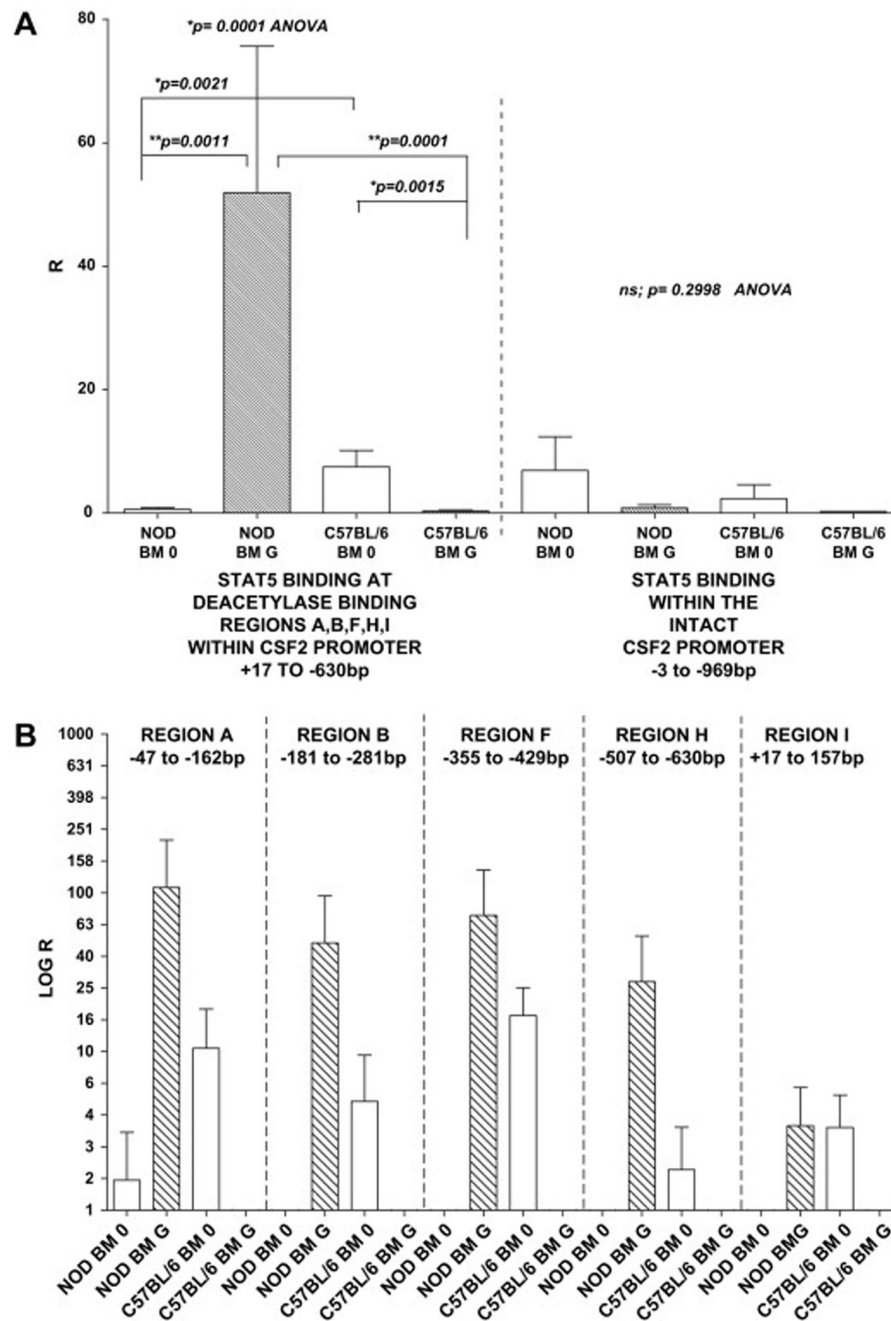 A
*p= 0.0001 ANOVA
*p=0.0021
**p=0.0011
**p=0.0001
*p=0.0015
ns; p= 0.2998 ANOVA
R
80
60
40
20
0
NOD BM 0
NOD BM G
C57BL/6 BM 0
C57BL/6 BM G
NOD BM 0
NOD BM G
C57BL/6 BM 0
C57BL/6 BM G
STAT5 BINDING AT
DEACETYLASE BINDING
REGIONS A,B,F,H,I
WITHIN CSF2 PROMOTER
+17 TO -630bp
STAT5 BINDING
WITHIN THE
INTACT
CSF2 PROMOTER
-3 to -969bp
B
REGION A
-47 to -162bp
REGION B
-181 to -281bp
REGION F
-355 to -429bp
REGION H
-507 to -630bp
REGION I
+17 to 157bp
LOG R
1000
631
398
251
158
100
63
40
25
16
10
6
4
3
2
1
NOD BM 0
NOD BM G
C57BL/6 BM 0
C57BL/6 BM G
NOD BM 0
NOD BM G
C57BL/6 BM 0
C57BL/6 BM G
NOD BM 0
NOD BM G
C57BL/6 BM 0
C57BL/6 BM G
NOD BM 0
NOD BM G
C57BL/6 BM 0
C57BL/6 BM G
NOD BM 0
NOD BMG
C57BL/6 BM 0
C57BL/6 BM G